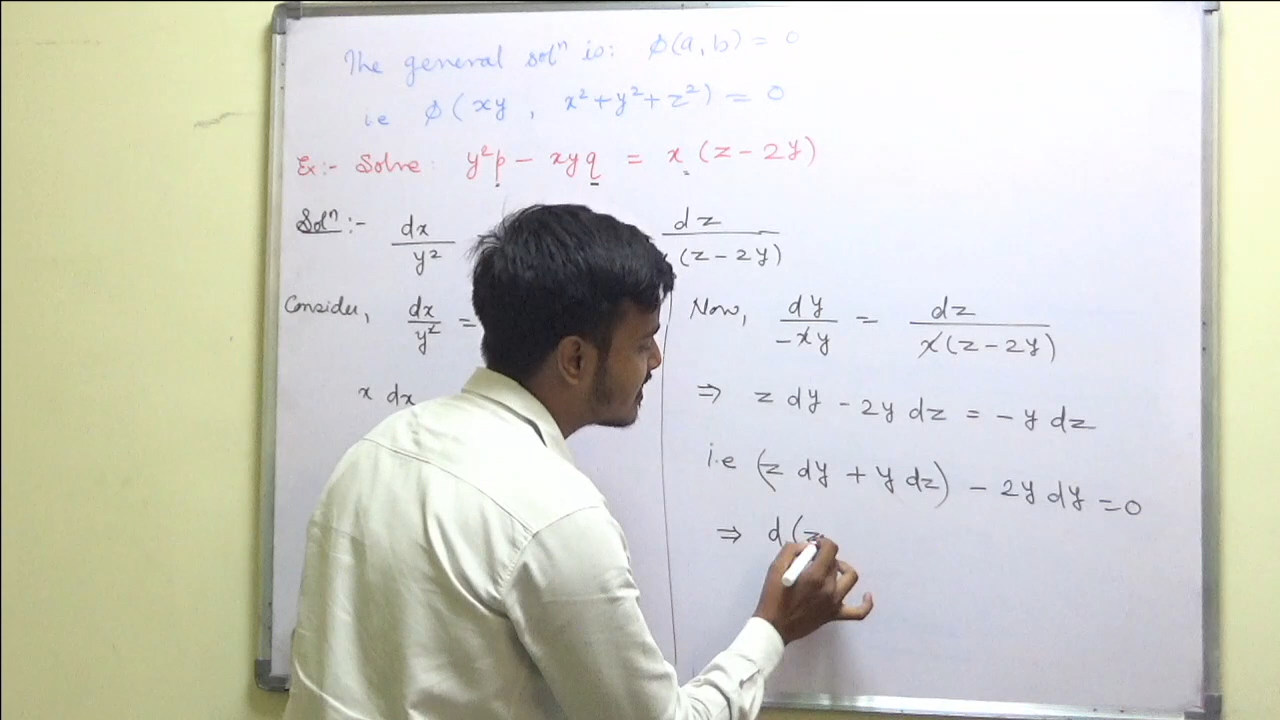 The general solⁿ is: φ(a, b) = 0
i.e φ(xy, x²+y²+z²) = 0
Ex:- Solve: y²p - xyq = x(z-2y)
Solⁿ:- dx/y² dz/(z-2y)
Consider, dx/y² =
x dx
Now, dy/-xy = dz/x(z-2y)
⇒ z dy - 2y dz = -y dz
i.e (z dy + y dz) - 2y dy = 0
⇒ d(z